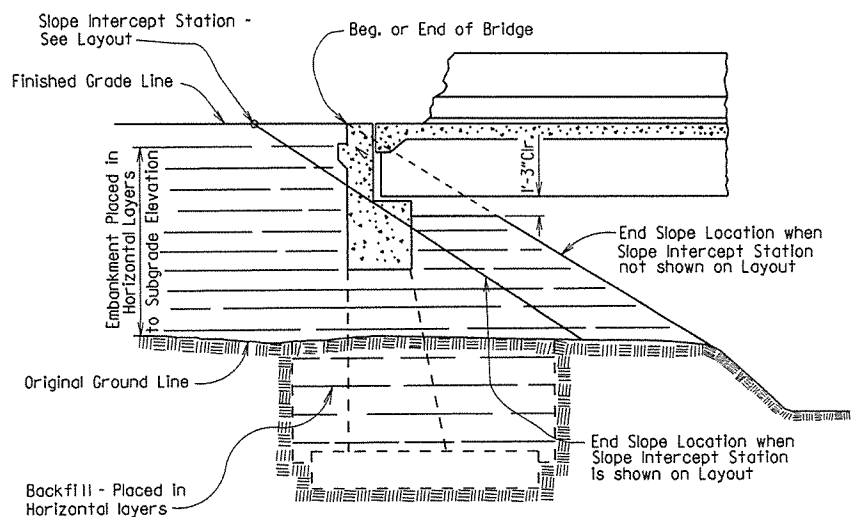 Slope Intercept Station -
See Layout
Beg. or End of Bridge
Finished Grade Line
1'-3"Clr.
Embankment Placed in
Horizontal Layers
to Subgrade Elevation
End Slope Location when
Slope Intercept Station
not shown on Layout
Original Ground Line
End Slope Location when
Slope Intercept Station
is shown on Layout
Backfill - Placed in
Horizontal layers